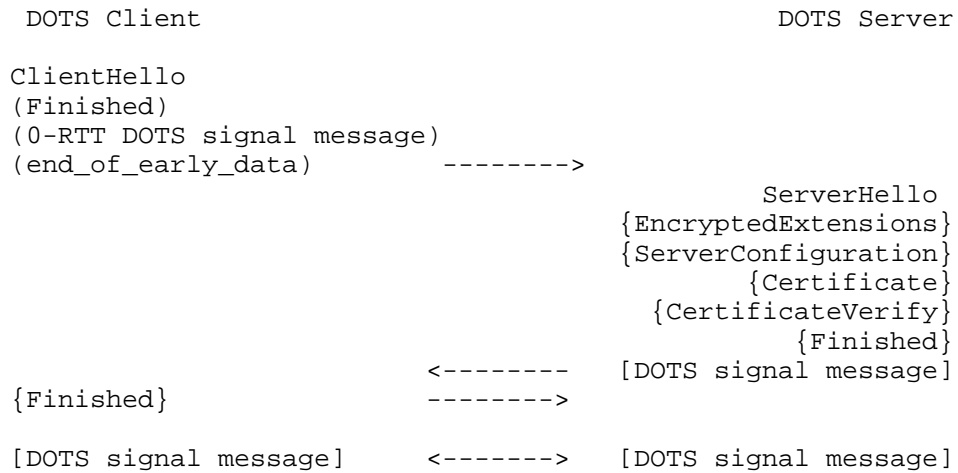 DOTS Client                                    DOTS Server
ClientHello
(Finished)
(0-RTT DOTS signal message)
(end_of_early_data)        -------->
ServerHello
{EncryptedExtensions}
{ServerConfiguration}
{Certificate}
{CertificateVerify}
{Finished}
<--------   [DOTS signal message]
{Finished}                -------->
[DOTS signal message]     <------->   [DOTS signal message]